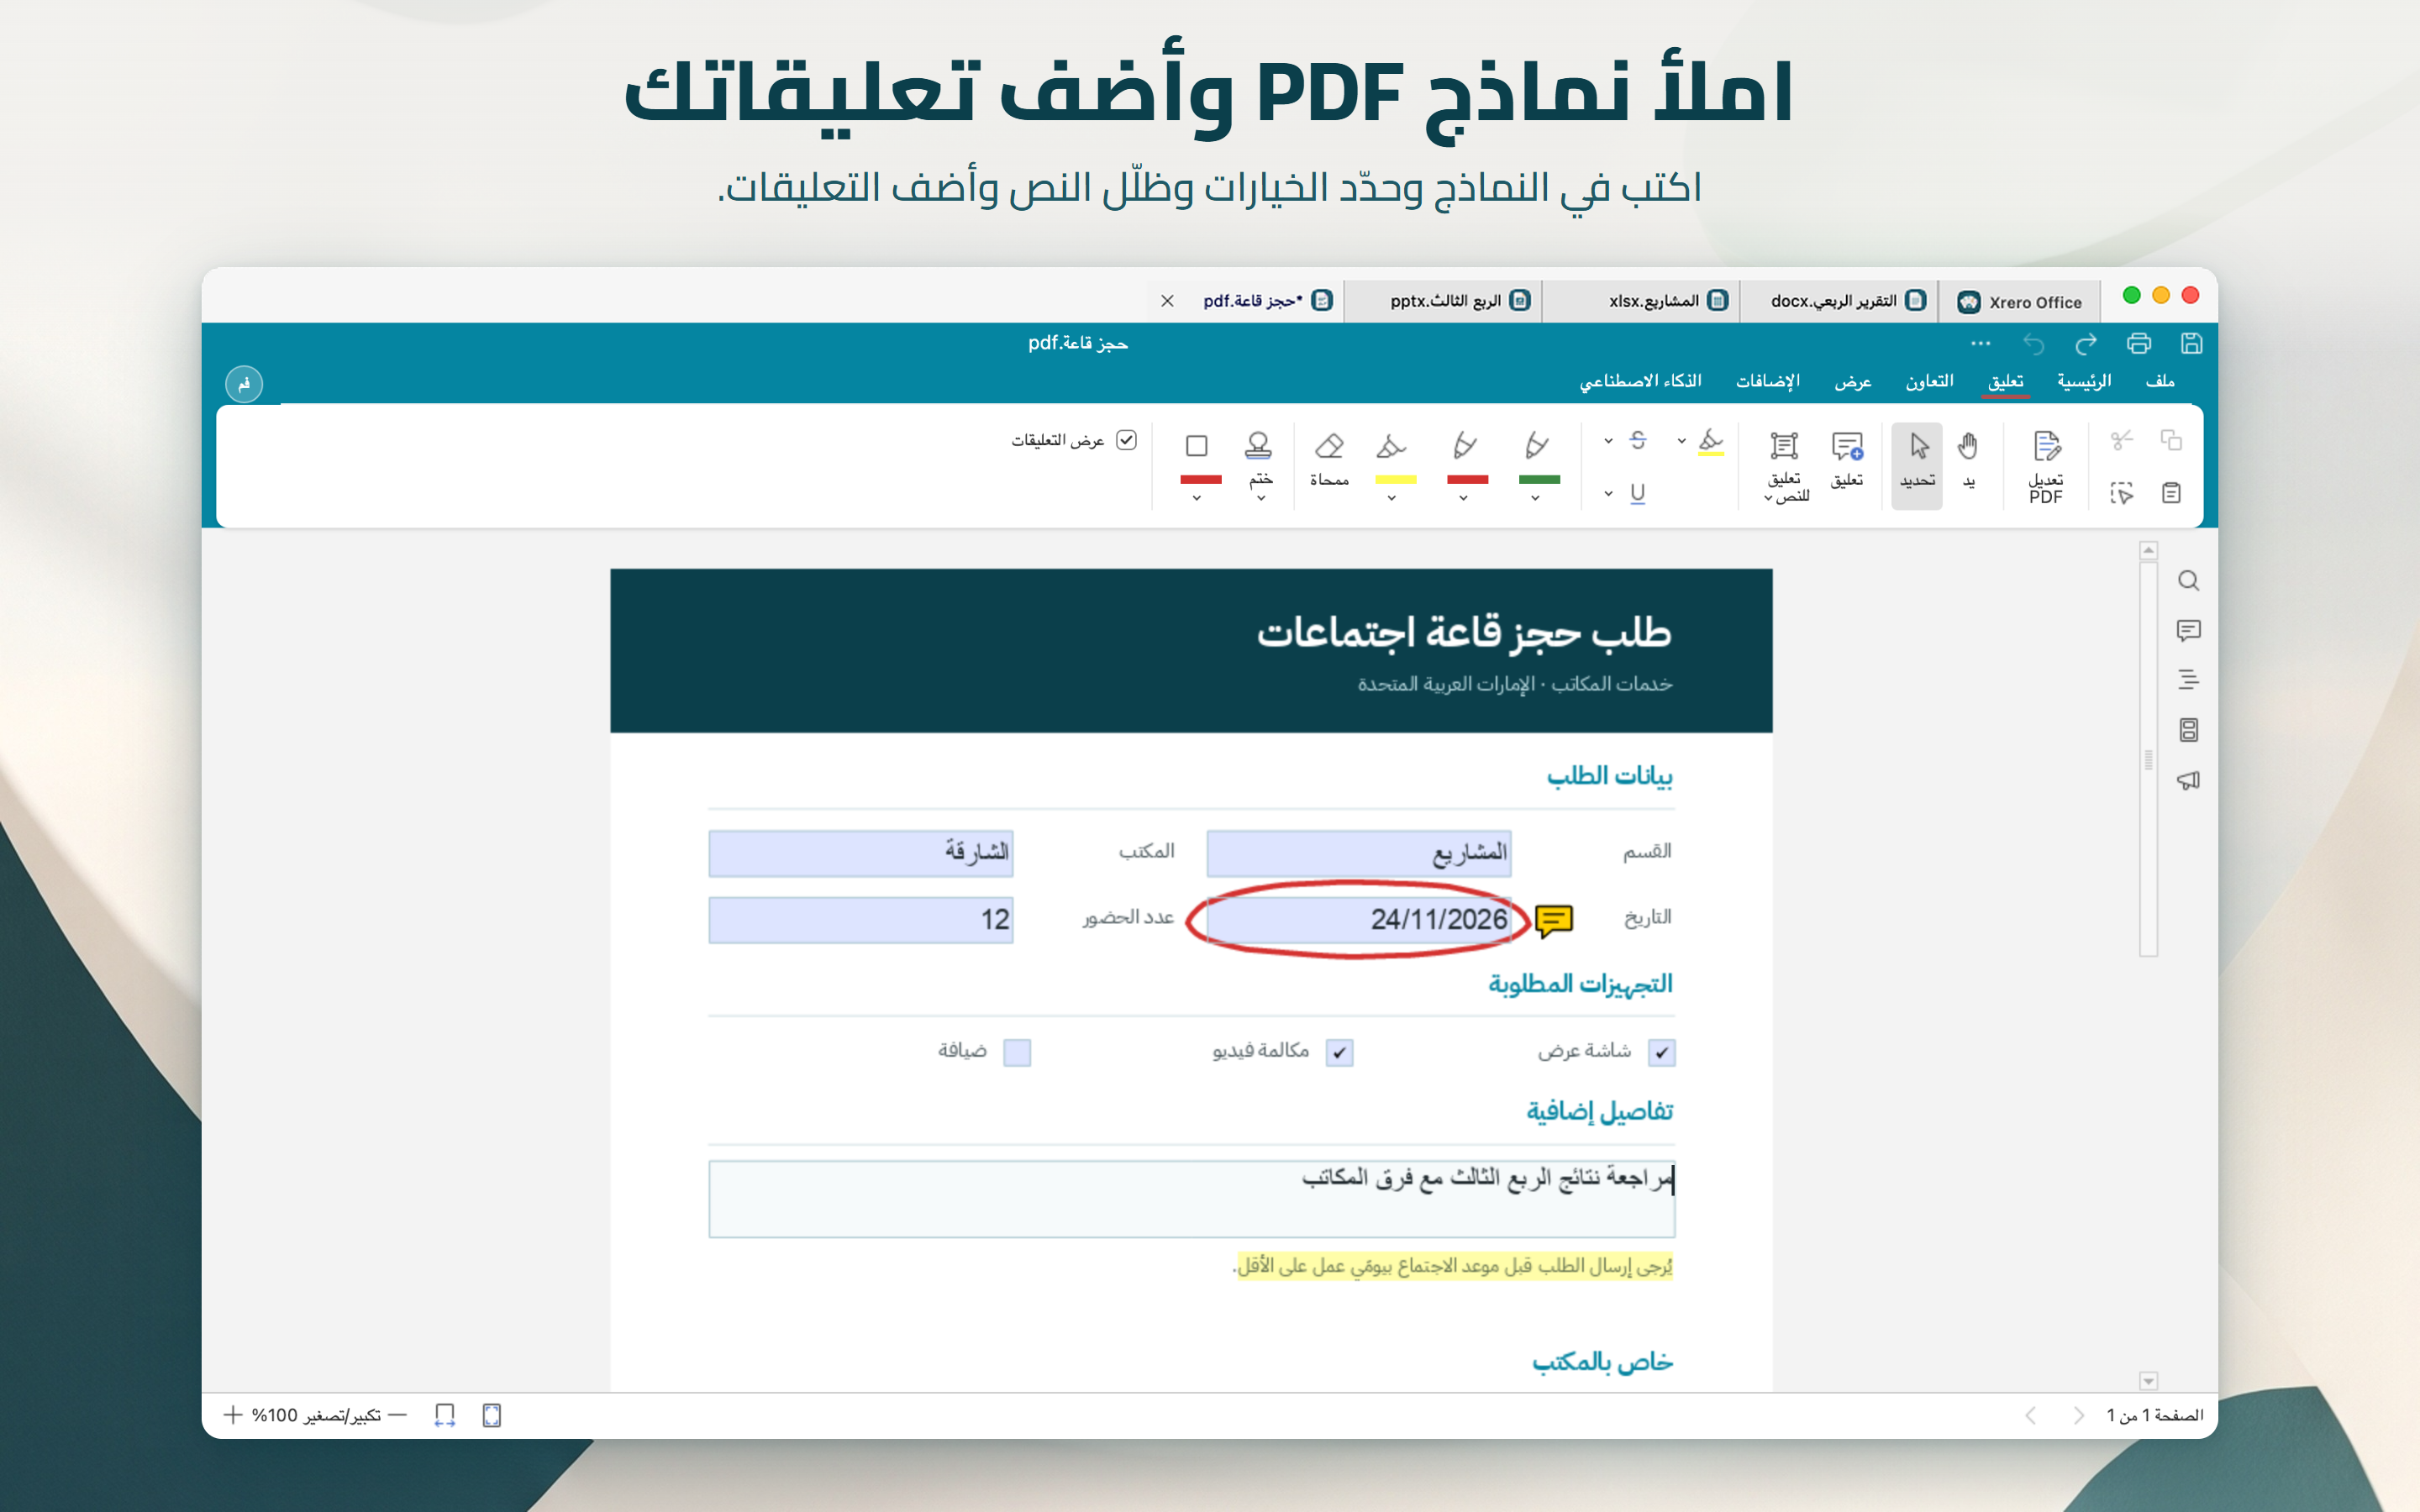 املأ نماذج PDF وأضف تعليقاتك
اكتب في النماذج وحدّد الخيارات وظلّل النص وأضف التعليقات.
Xrero Office
التقرير الربعي.docx
المشاريع.xlsx
الربع الثالث.pptx
*حجز قاعة.pdf
حجز قاعة.pdf
ملف الرئيسية تعليق التعاون عرض الإضافات الذكاء الاصطناعي
فم
تعديل PDF
يد
تحديد
تعليق
تعليق للنص
ممحاة
ختم
عرض التعليقات
طلب حجز قاعة اجتماعات
خدمات المكاتب · الإمارات العربية المتحدة
بيانات الطلب
القسم المشاريع المكتب الشارقة
التاريخ 24/11/2026 عدد الحضور 12
التجهيزات المطلوبة
شاشة عرض مكالمة فيديو ضيافة
تفاصيل إضافية
مراجعة نتائج الربع الثالث مع فرق المكاتب
يُرجى إرسال الطلب قبل موعد الاجتماع بيومَي عمل على الأقل.
خاص بالمكتب
الصفحة 1 من 1
تكبير/تصغير 100%